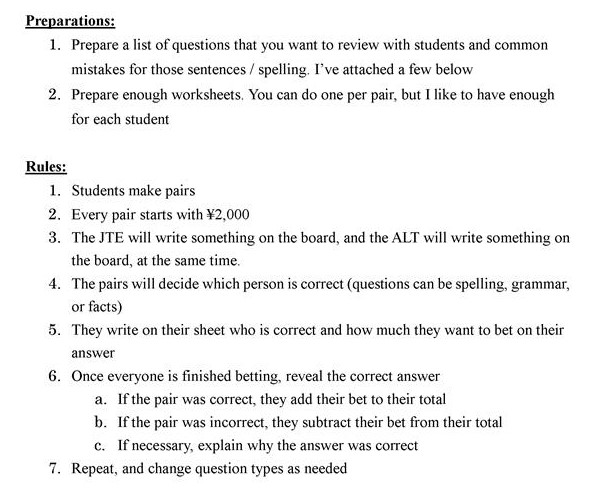 Preparations:
1. Prepare a list of questions that you want to review with students and common
mistakes for those sentences / spelling. I've attached a few below
2. Prepare enough worksheets. You can do one per pair, but I like to have enough
for each student
Rules:
1. Students make pairs
2. Every pair starts with ¥2,000
3. The JTE will write something on the board, and the ALT will write something on
the board, at the same time.
4. The pairs will decide which person is correct (questions can be spelling, grammar,
or facts)
5. They write on their sheet who is correct and how much they want to bet on their
answer
6. Once everyone is finished betting, reveal the correct answer
a. If the pair was correct, they add their bet to their total
b. If the pair was incorrect, they subtract their bet from their total
c. If necessary, explain why the answer was correct
7. Repeat, and change question types as needed